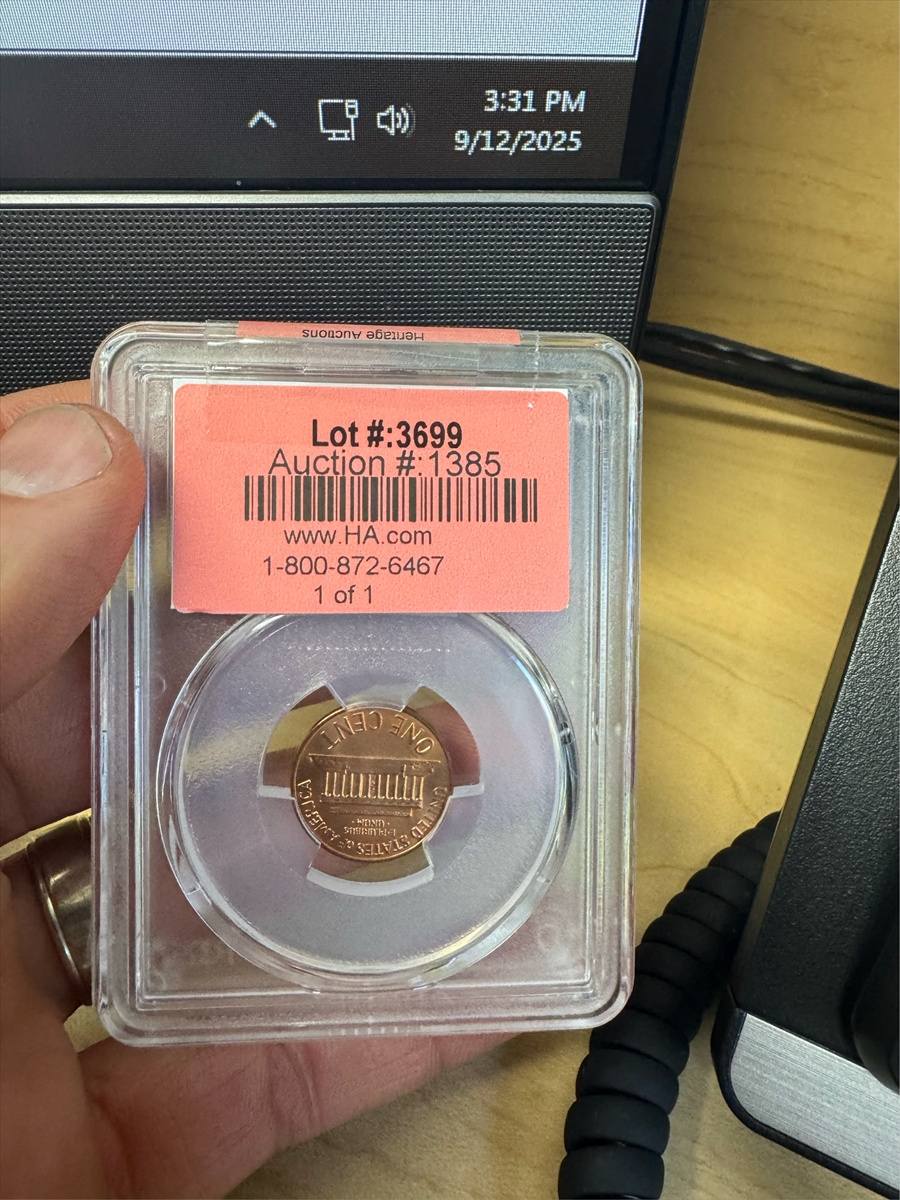 3:31 PM
9/12/2025
Heritage Auctions
Lot #:3699
Auction #:1385
www.HA.com
1-800-872-6467
1 of 1
UNITED STATES OF AMERICA
E·PLURIBUS
·UNUM·
ONE CENT